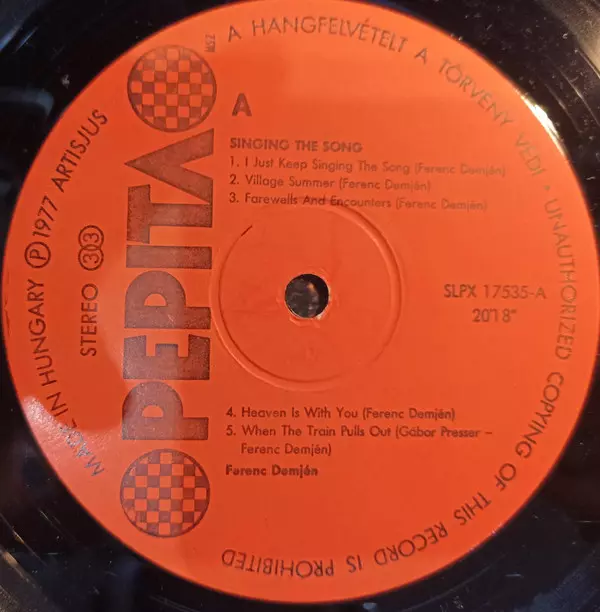 A HANGFELVÉTELT A TÖRVÉNY VÉDI • UNAUTHORIZED COPYING OF THIS RECORD IS PROHIBITED
MADE IN HUNGARY Ⓟ 1977 ARTISJUS
STEREO 33
PEPITA
MSZ
A
SINGING THE SONG
1. I Just Keep Singing The Song (Ferenc Demjén)
2. Village Summer (Ferenc Demjén)
3. Farewells And Encounters (Ferenc Demjén)
SLPX 17535-A
20'18"
4. Heaven Is With You (Ferenc Demjén)
5. When The Train Pulls Out (Gábor Presser –
Ferenc Demjén)
Ferenc Demjén